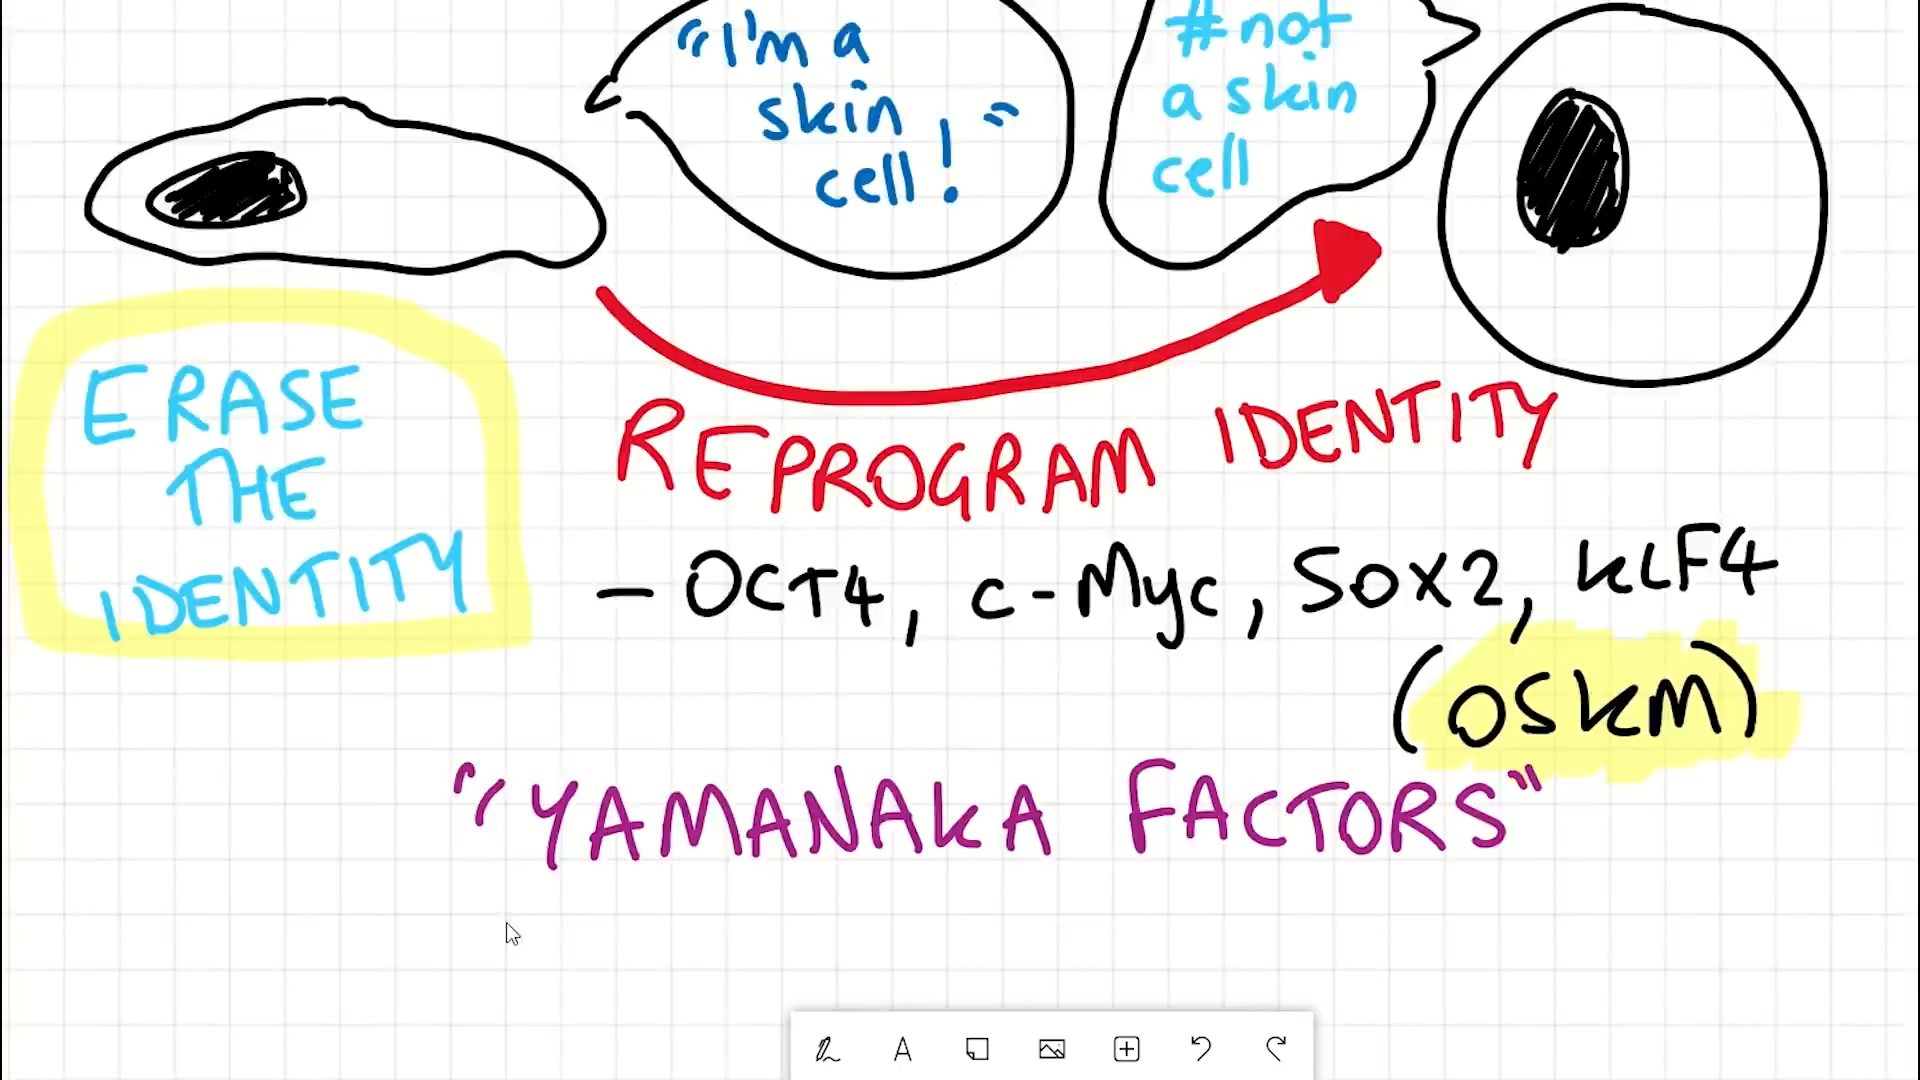 "I'm a
skin
cell!"
#not
a skin
cell
ERASE
THE
IDENTITY
REPROGRAM IDENTITY
- OCT4, c-Myc, SOX2, KLF4
(OSKM)
"YAMANAKA FACTORS"
A